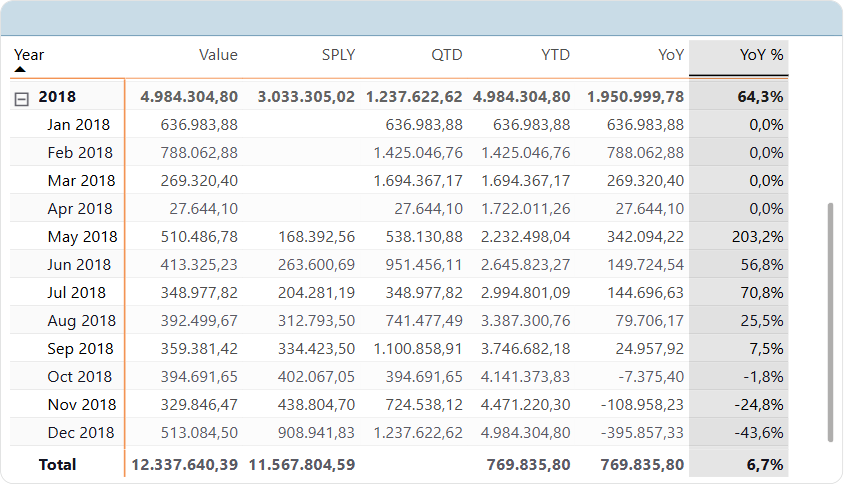 Year Value SPLY QTD YTD YoY YoY %
2018 4.984.304,80 3.033.305,02 1.237.622,62 4.984.304,80 1.950.999,78 64,3%
Jan 2018 636.983,88 636.983,88 636.983,88 636.983,88 0,0%
Feb 2018 788.062,88 1.425.046,76 1.425.046,76 788.062,88 0,0%
Mar 2018 269.320,40 1.694.367,17 1.694.367,17 269.320,40 0,0%
Apr 2018 27.644,10 27.644,10 1.722.011,26 27.644,10 0,0%
May 2018 510.486,78 168.392,56 538.130,88 2.232.498,04 342.094,22 203,2%
Jun 2018 413.325,23 263.600,69 951.456,11 2.645.823,27 149.724,54 56,8%
Jul 2018 348.977,82 204.281,19 348.977,82 2.994.801,09 144.696,63 70,8%
Aug 2018 392.499,67 312.793,50 741.477,49 3.387.300,76 79.706,17 25,5%
Sep 2018 359.381,42 334.423,50 1.100.858,91 3.746.682,18 24.957,92 7,5%
Oct 2018 394.691,65 402.067,05 394.691,65 4.141.373,83 -7.375,40 -1,8%
Nov 2018 329.846,47 438.804,70 724.538,12 4.471.220,30 -108.958,23 -24,8%
Dec 2018 513.084,50 908.941,83 1.237.622,62 4.984.304,80 -395.857,33 -43,6%
Total 12.337.640,39 11.567.804,59 769.835,80 769.835,80 6,7%